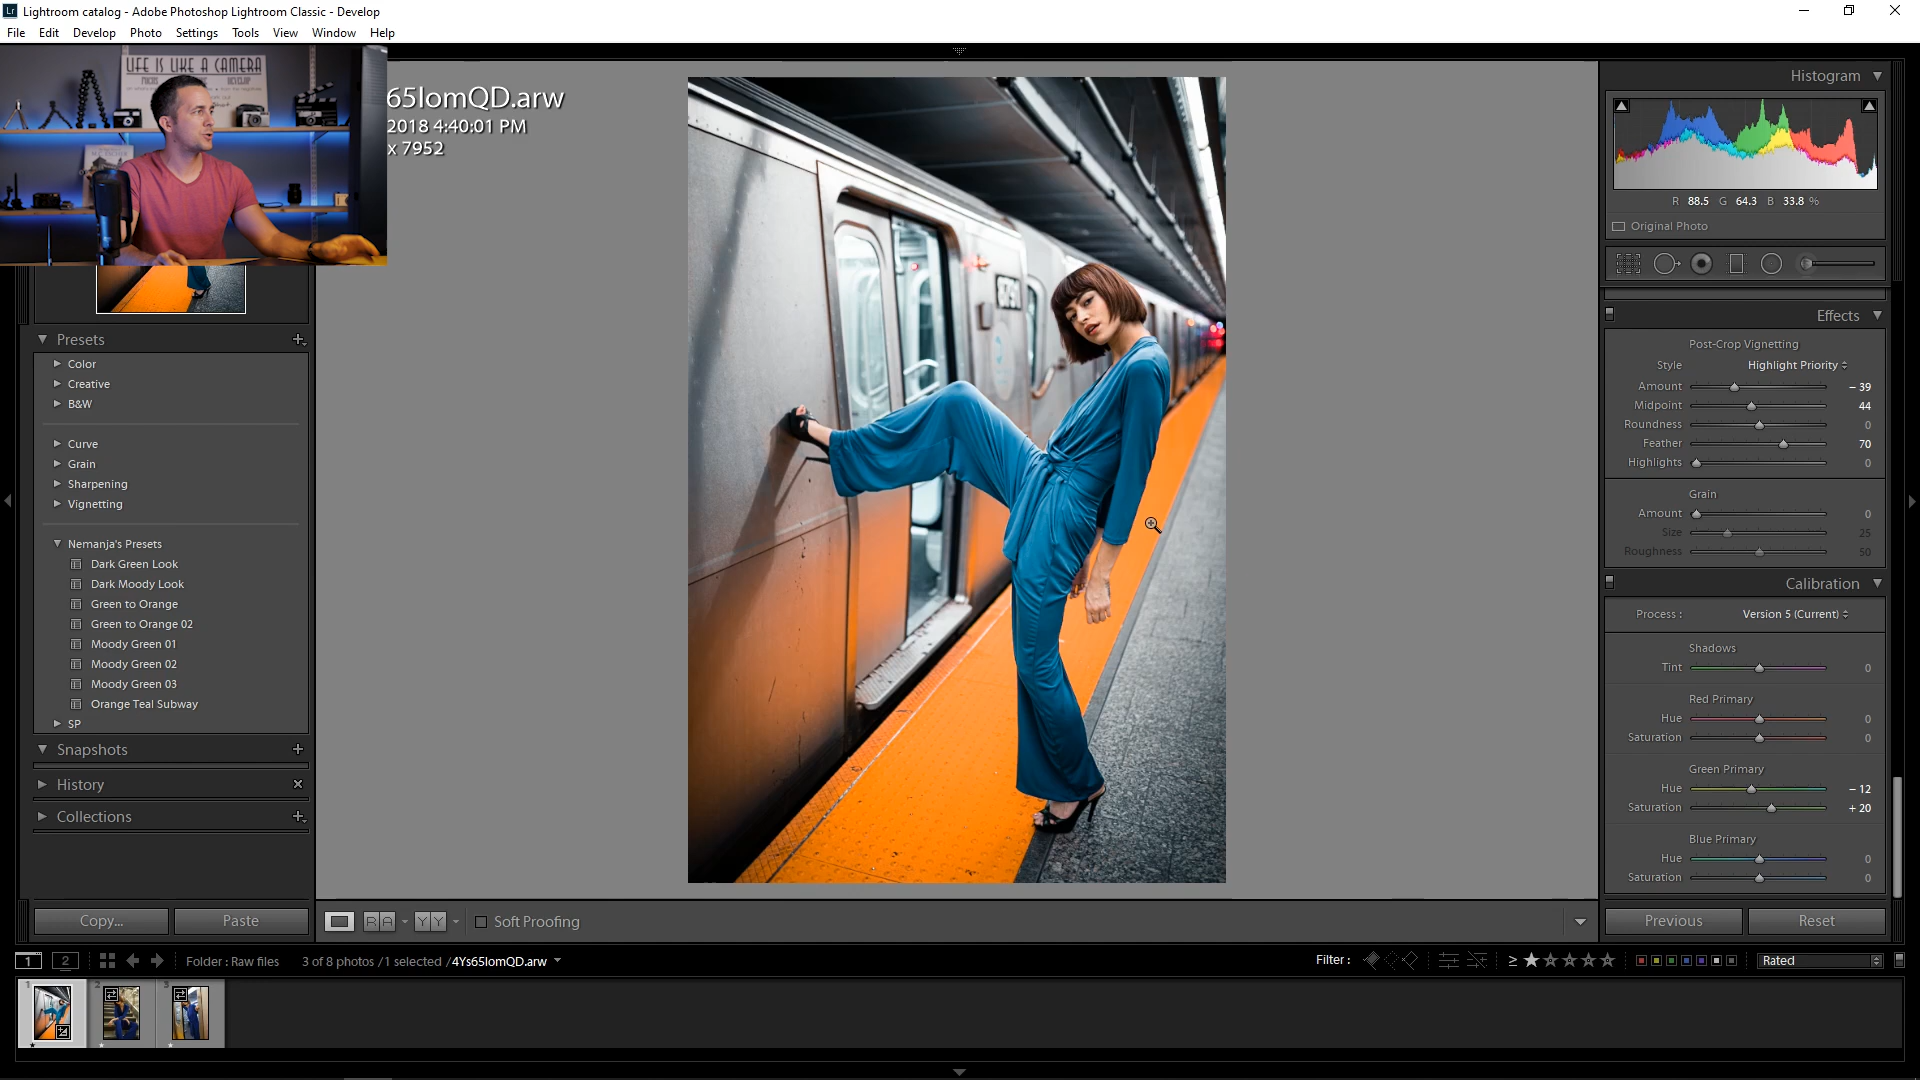 Lightroom catalog - Adobe Photoshop Lightroom Classic - Develop
File Edit Develop Photo Settings Tools View Window Help
LIFE IS LIKE A CAMERA
65lomQD.arw
2018 4:40:01 PM
x 7952
8791
Histogram
R 88.5 G 64.3 B 33.8 %
Original Photo
Effects
Post-Crop Vignetting
Style Highlight Priority
Amount – 39
Midpoint 44
Roundness 0
Feather 70
Highlights 0
Grain
Amount 0
Size 25
Roughness 50
Calibration
Process : Version 5 (Current)
Shadows
Tint 0
Red Primary
Hue 0
Saturation 0
Green Primary
Hue – 12
Saturation + 20
Blue Primary
Hue 0
Saturation 0
Previous Reset
Presets
Color
Creative
B&W
Curve
Grain
Sharpening
Vignetting
Nemanja's Presets
Dark Green Look
Dark Moody Look
Green to Orange
Green to Orange 02
Moody Green 01
Moody Green 02
Moody Green 03
Orange Teal Subway
SP
Snapshots
History
Collections
Copy... Paste
R A Y Y Soft Proofing
1 2 Folder : Raw files 3 of 8 photos /1 selected /4Ys65lomQD.arw Filter : ≥ Rated
1 2 3